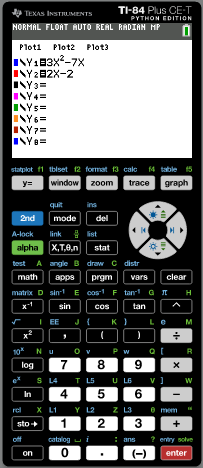 TEXAS INSTRUMENTS TI-84 Plus CE-T
PYTHON EDITION
NORMAL FLOAT AUTO REAL RADIAN MP
Plot1 Plot2 Plot3
\Y1=3X²-7X
\Y2=2X-2
\Y3=
\Y4=
\Y5=
\Y6=
\Y7=
\Y8=
statplot f1 tblset f2 format f3 calc f4 table f5
y= window zoom trace graph
quit ins
2nd mode del
A-lock link list
alpha X,T,θ,n stat
test A angle B draw C distr
math apps prgm vars clear
matrix D sin⁻¹ E cos⁻¹ F tan⁻¹ G π H
x⁻¹ sin cos tan ^
√ I EE J { K } L e M
x² , ( ) ÷
10ˣ N u O v P w Q [ R
log 7 8 9 ×
eˣ S L4 T L5 U L6 V ] W
ln 4 5 6 −
rcl X L1 Y L2 Z L3 θ mem "
sto→ 1 2 3 +
off catalog ␣ i : ans ? entry solve
on 0 . (−) enter